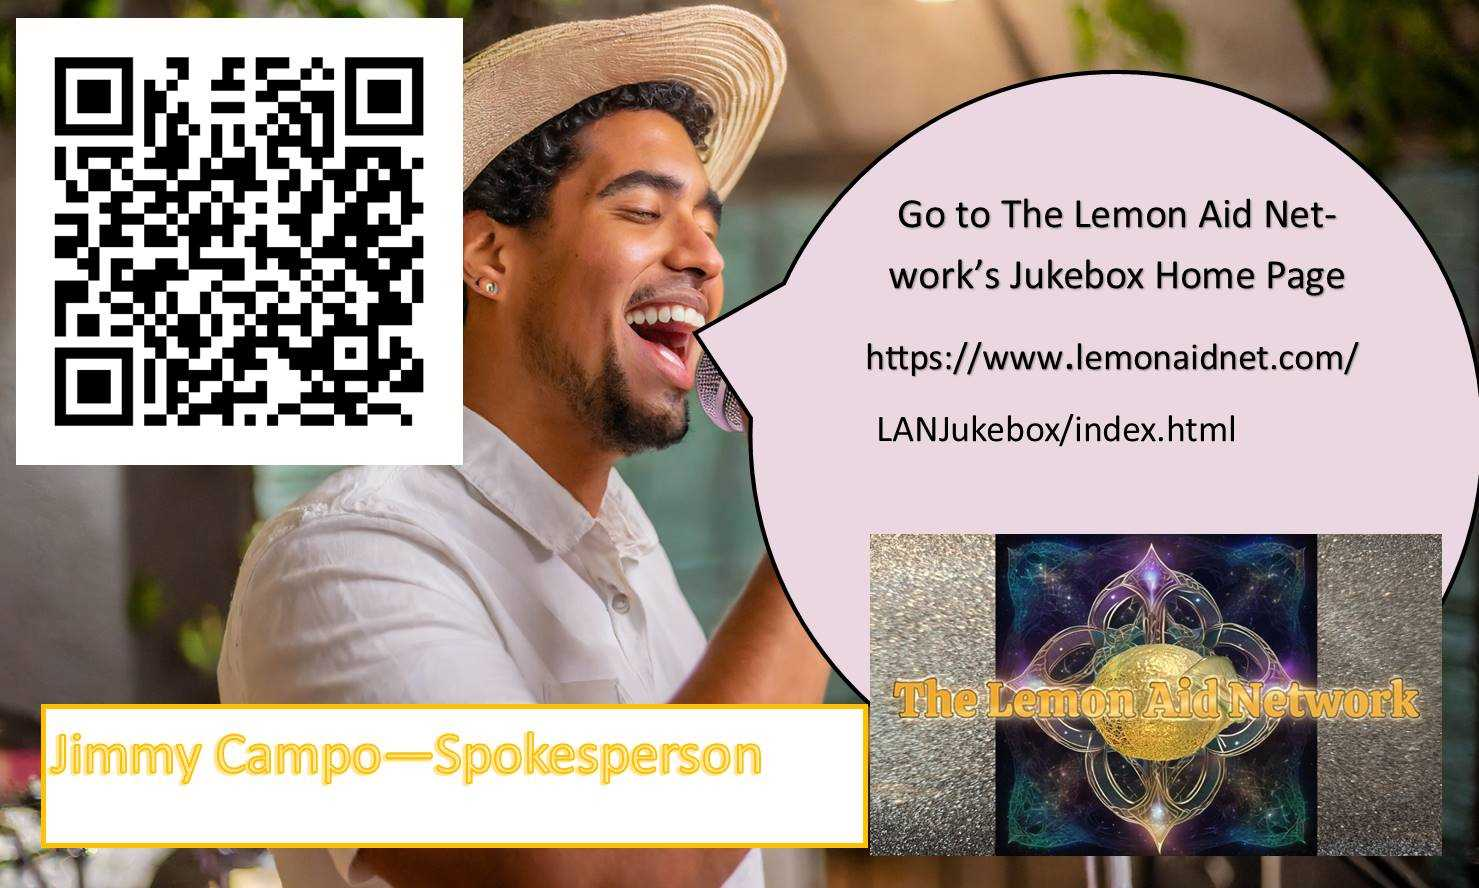 Go to The Lemon Aid Net-
work’s Jukebox Home Page
https://www.lemonaidnet.com/
LANJukebox/index.html
The Lemon Aid Network
Jimmy Campo—Spokesperson